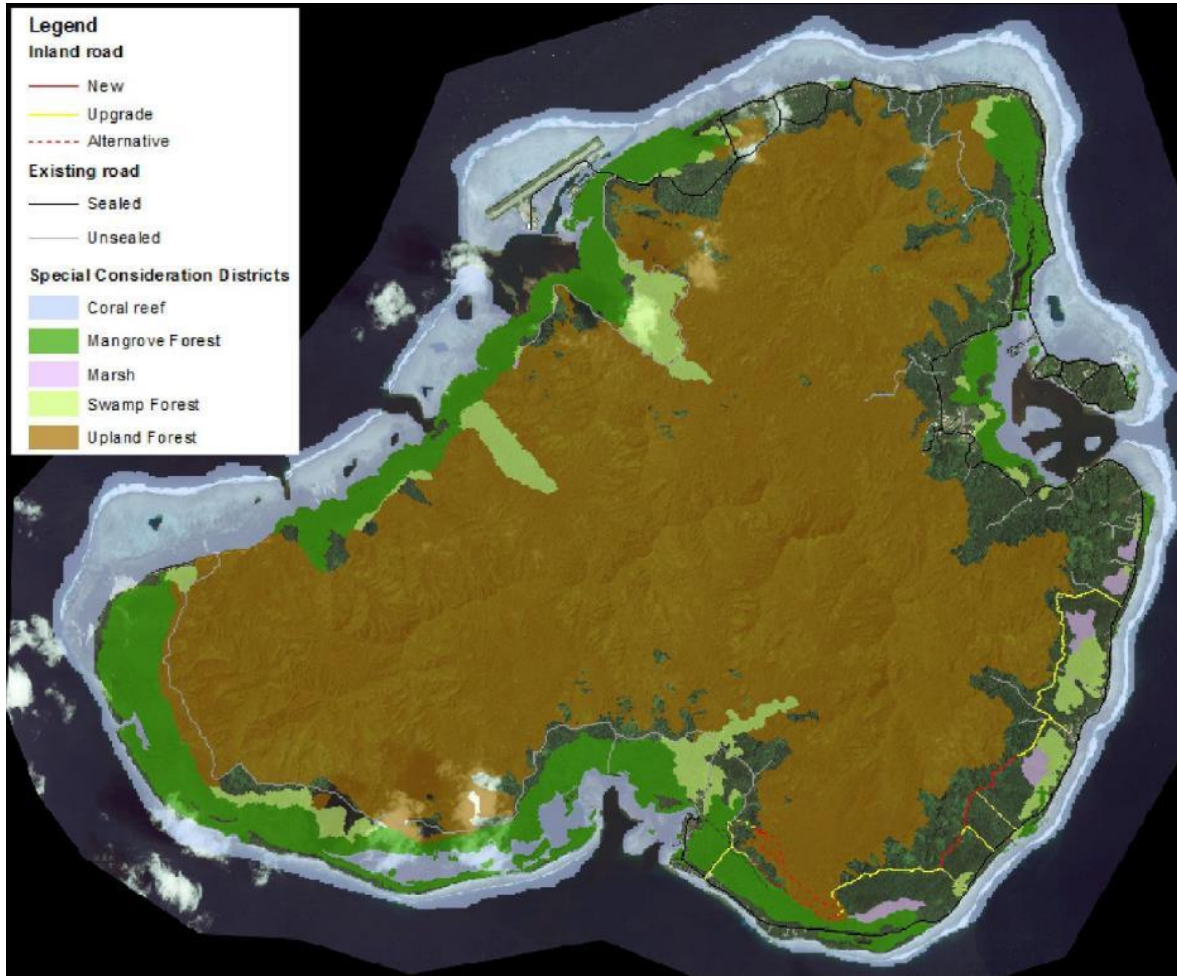 Legend
Inland road
New
Upgrade
Alternative
Existing road
Sealed
Unsealed
Special Consideration Districts
Coral reef
Mangrove Forest
Marsh
Swamp Forest
Upland Forest